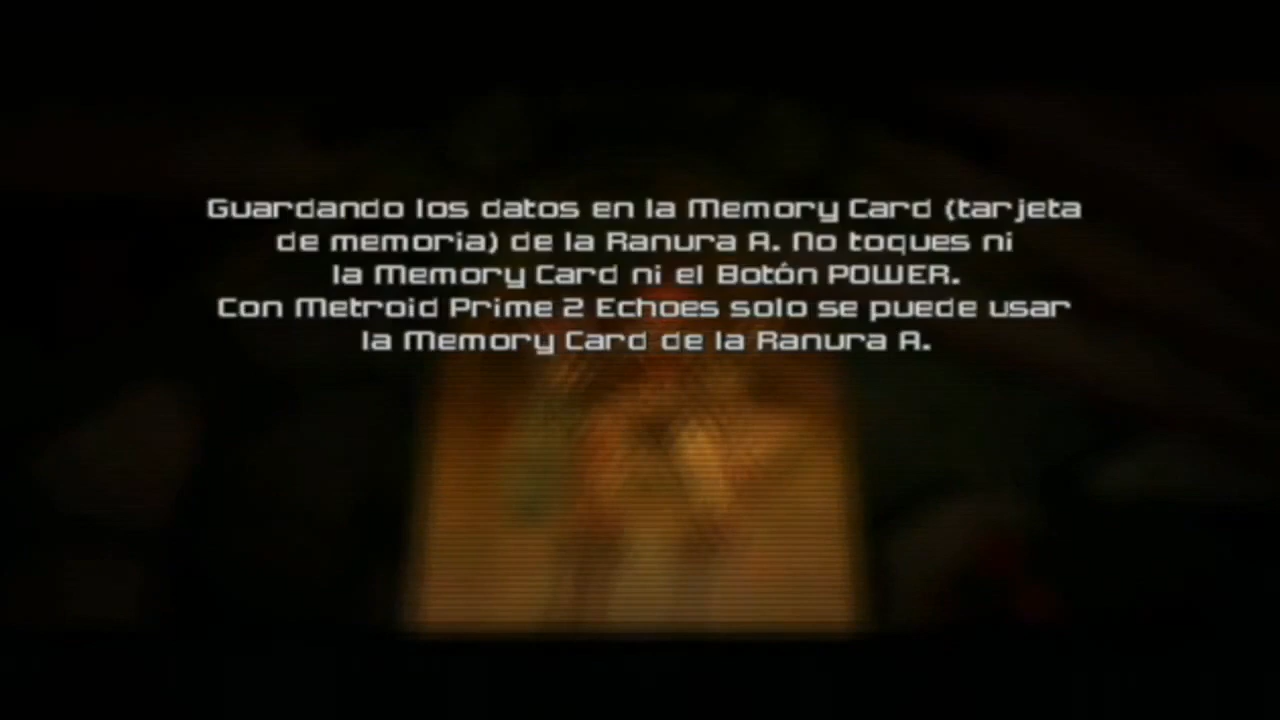 Guardando los datos en la Memory Card (tarjeta
de memoria) de la Ranura A. No toques ni
la Memory Card ni el Botón POWER.
Con Metroid Prime 2 Echoes solo se puede usar
la Memory Card de la Ranura A.